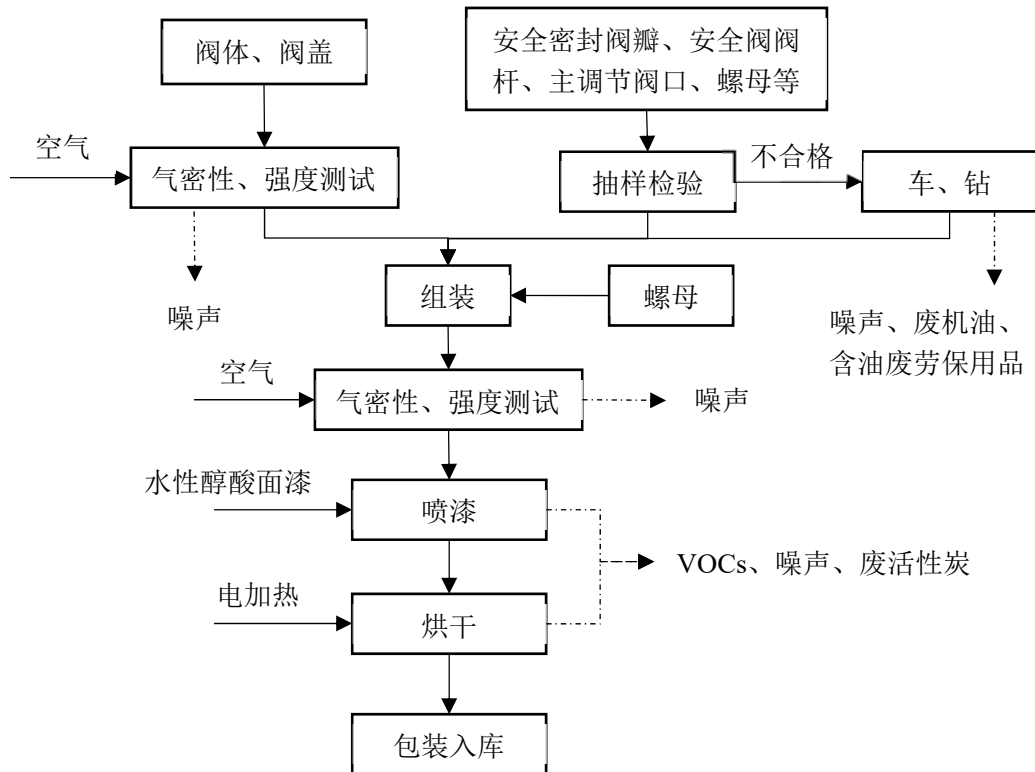 阀体、阀盖
安全密封阀瓣、安全阀阀
杆、主调节阀口、螺母等
空气
气密性、强度测试
抽样检验
不合格
车、钻
噪声
组装
螺母
噪声、废机油、
含油废劳保用品
空气
气密性、强度测试
噪声
水性醇酸面漆
喷漆
VOCs、噪声、废活性炭
电加热
烘干
包装入库